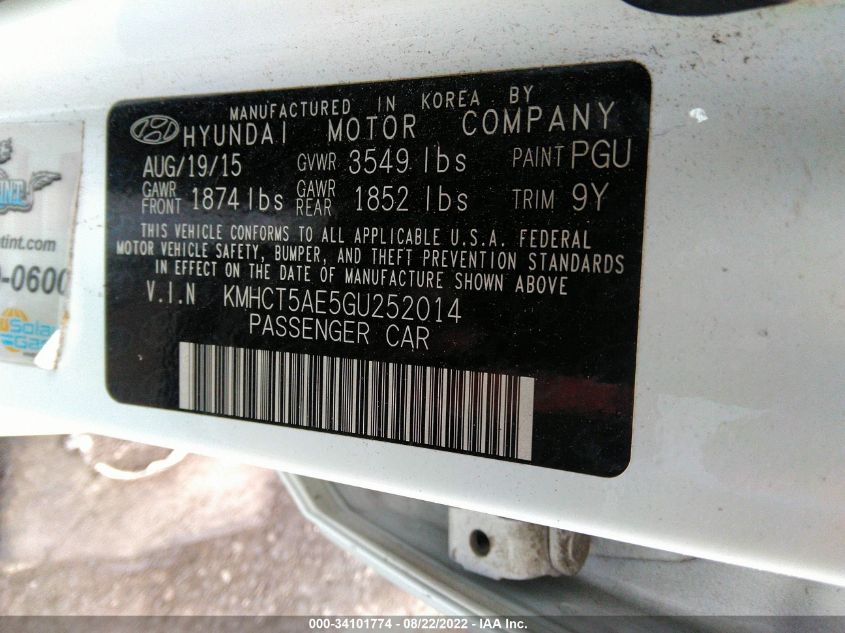 MANUFACTURED IN KOREA BY
HYUNDAI MOTOR COMPANY
AUG/19/15 GVWR 3549 lbs PAINT PGU
GAWR FRONT 1874 lbs GAWR REAR 1852 lbs TRIM 9Y
THIS VEHICLE CONFORMS TO ALL APPLICABLE U.S.A. FEDERAL
MOTOR VEHICLE SAFETY, BUMPER, AND THEFT PREVENTION STANDARDS
IN EFFECT ON THE DATE OF MANUFACTURE SHOWN ABOVE
V.I.N KMHCT5AE5GU252014
PASSENGER CAR
tint.com
-0600
Solar
Gas
000-34101774 - 08/22/2022 - IAA Inc.